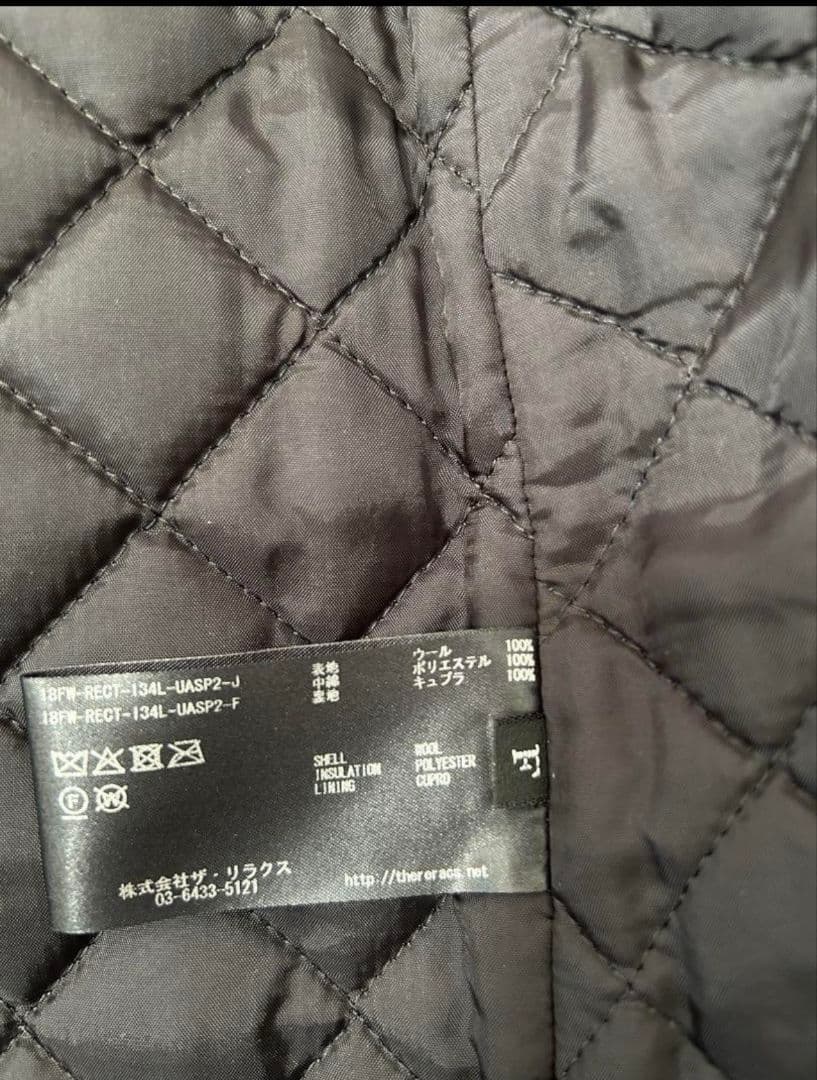 18FW-RECT-134L-UASP2-J
18FW-RECT-134L-UASP2-F
表地 ウール 100%
中綿 ポリエステル 100%
裏地 キュプラ 100%
SHELL WOOL
INSULATION POLYESTER
LINING CUPRO
F
W
株式会社ザ・リラクス
03-6433-5121
http://thereracs.net